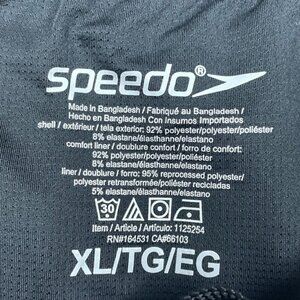 speedo®
Made in Bangladesh / Fabriqué au Bangladesh /
Hecho en Bangladesh Con Insumos Importados
shell / extérieur / tela exterior: 92% polyester/polyester/poliéster
8% elastane/élasthanne/elastano
comfort liner / doublure confort / forro de confort:
92% polyester/polyester/poliéster
8% elastane/élasthanne/elastano
liner / doublure / forro: 95% reprocessed polyester/
polyester retransformée/poliéster recicladas
5% elastane/élasthanne/elastano
30
Item / Article / Artículo: 1125254
RN#164531 CA#66103
XL/TG/EG